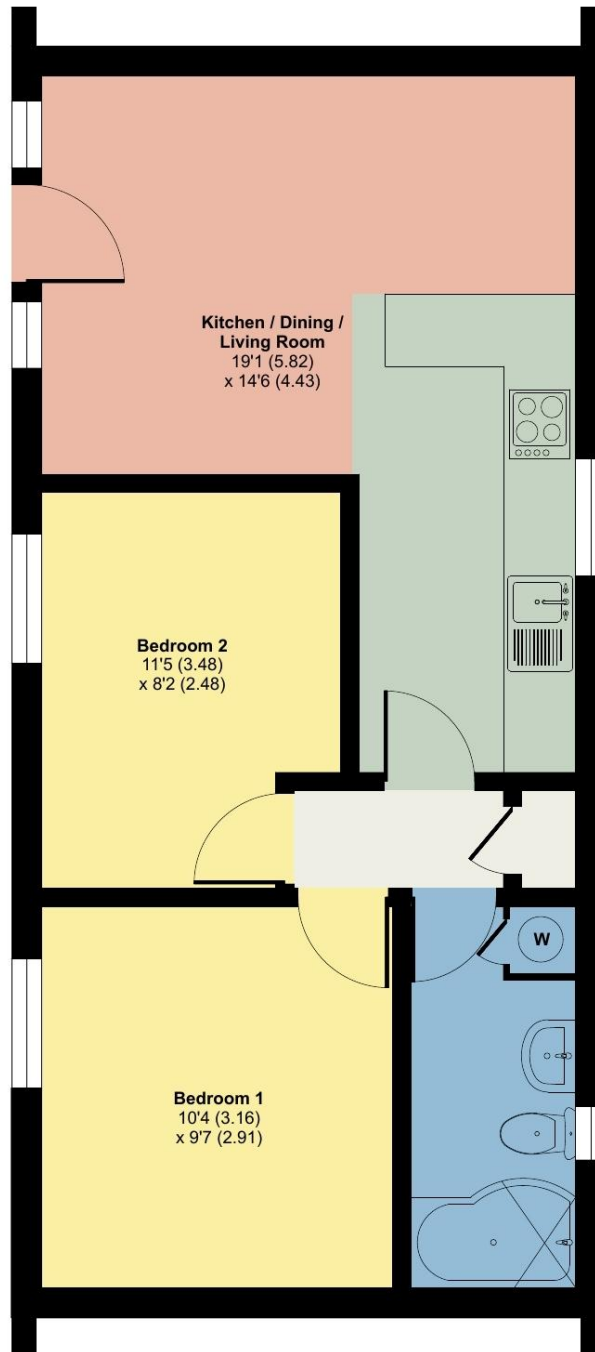 Kitchen / Dining /
Living Room
19'1 (5.82)
x 14'6 (4.43)
Bedroom 2
11'5 (3.48)
x 8'2 (2.48)
W
Bedroom 1
10'4 (3.16)
x 9'7 (2.91)